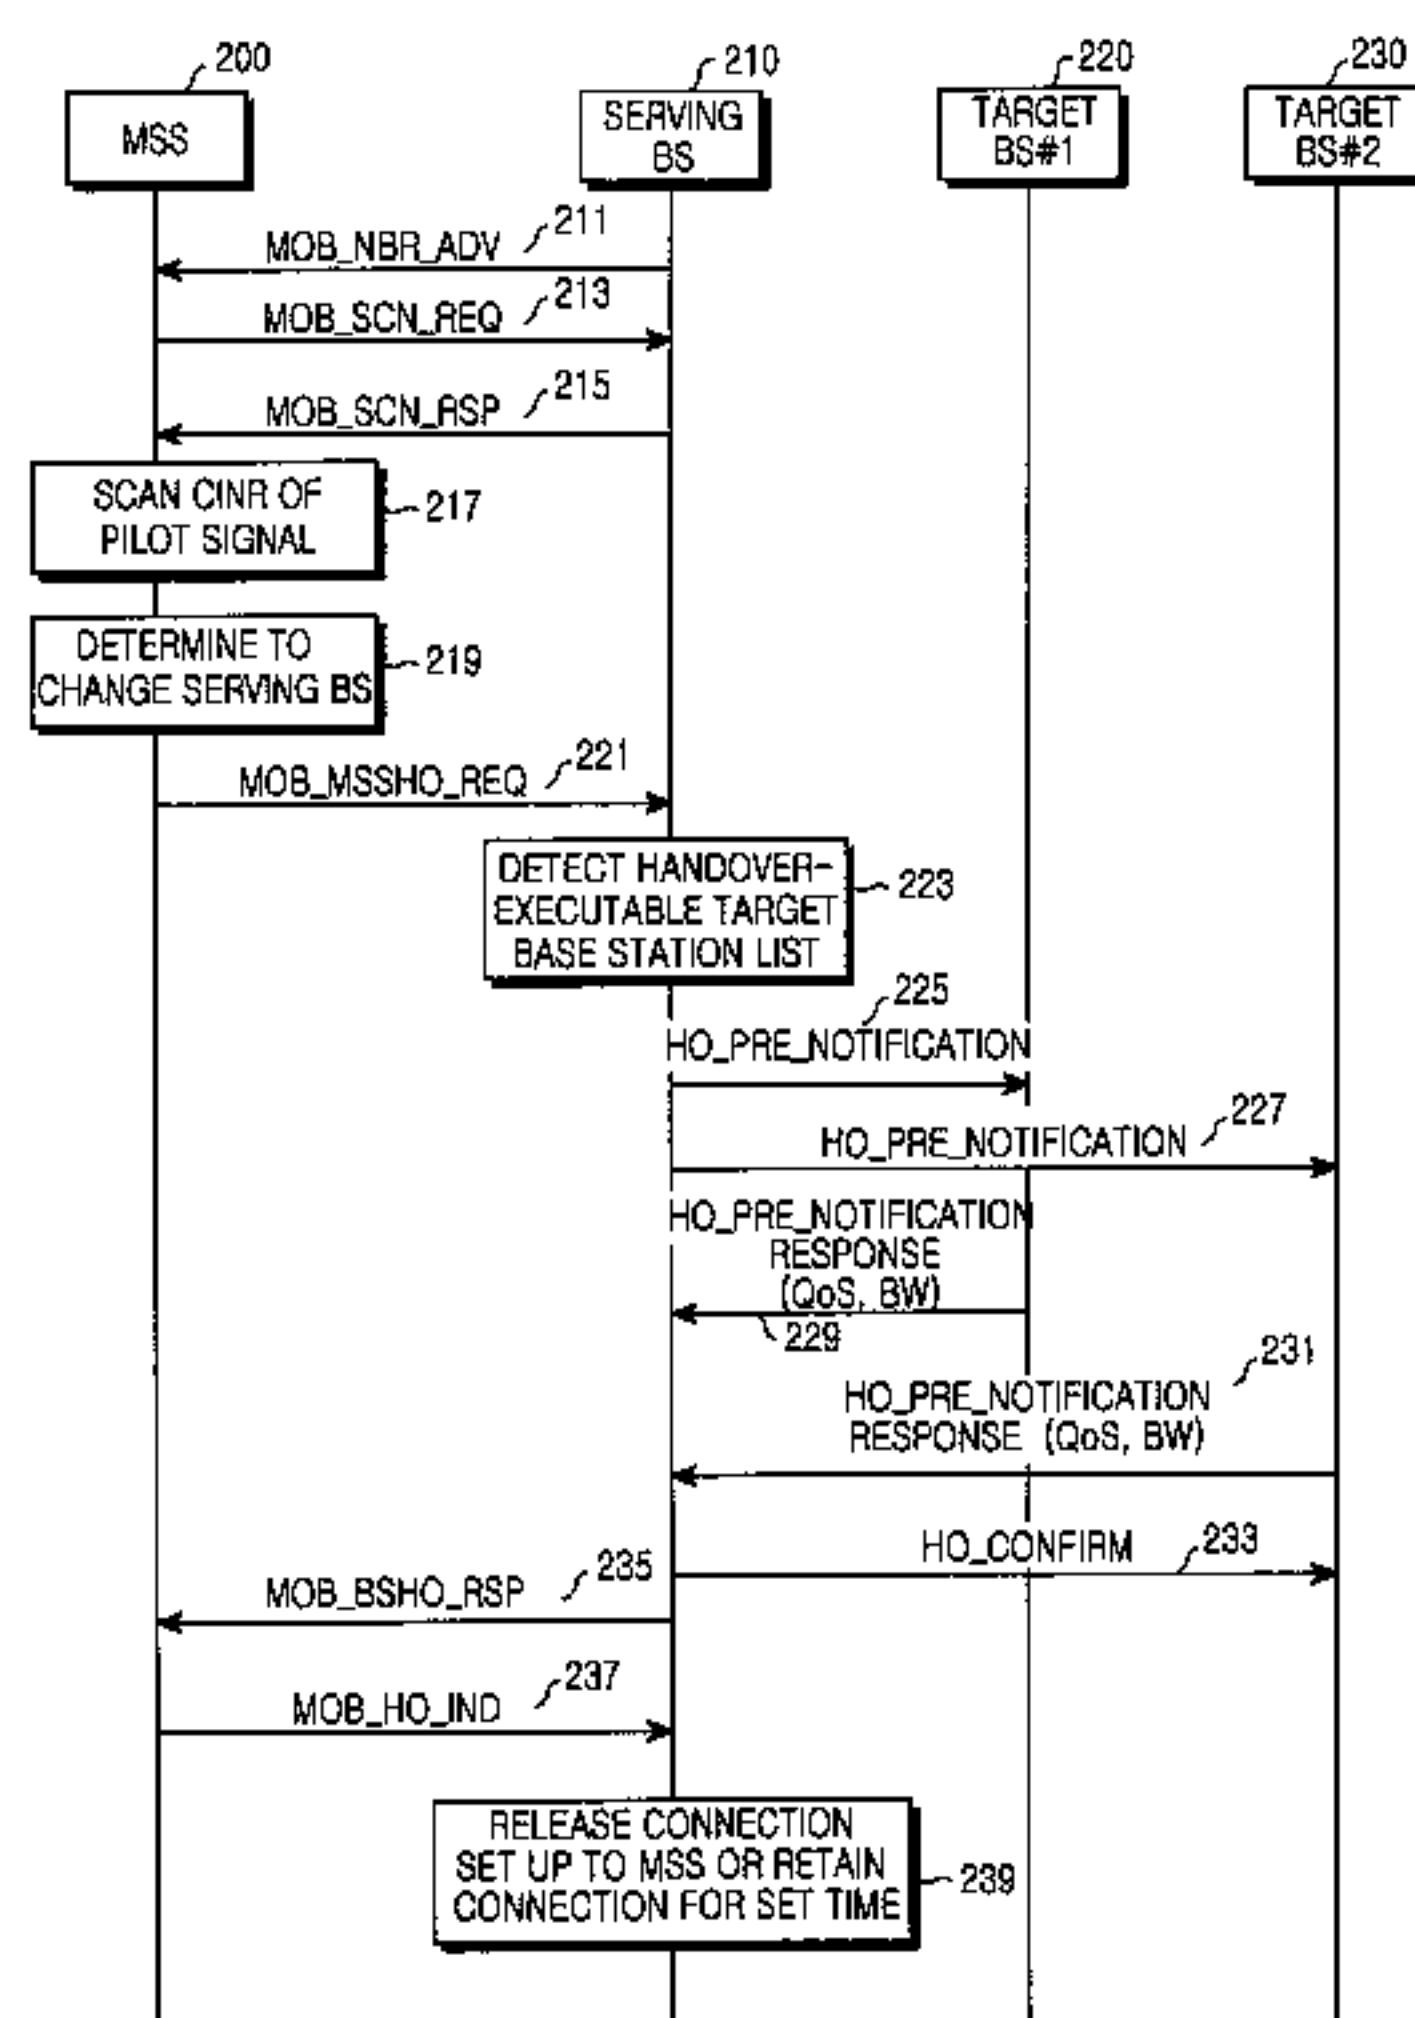 200
210
220
230
MSS
SERVING
BS
TARGET
BS#1
TARGET
BS#2
211
MOB_NBR_ADV
213
MOB_SCN_REQ
215
MOB_SCN_RSP
SCAN CINR OF
PILOT SIGNAL
217
DETERMINE TO
CHANGE SERVING BS
219
221
MOB_MSSHO_REQ
DETECT HANDOVER-
EXECUTABLE TARGET
BASE STATION LIST
223
225
HO_PRE_NOTIFICATION
227
HO_PRE_NOTIFICATION
HO_PRE_NOTIFICATION
RESPONSE
(QoS, BW)
229
231
HO_PRE_NOTIFICATION
RESPONSE (QoS, BW)
HO_CONFIRM
233
235
MOB_BSHO_RSP
237
MOB_HO_IND
RELEASE CONNECTION
SET UP TO MSS OR RETAIN
CONNECTION FOR SET TIME
239